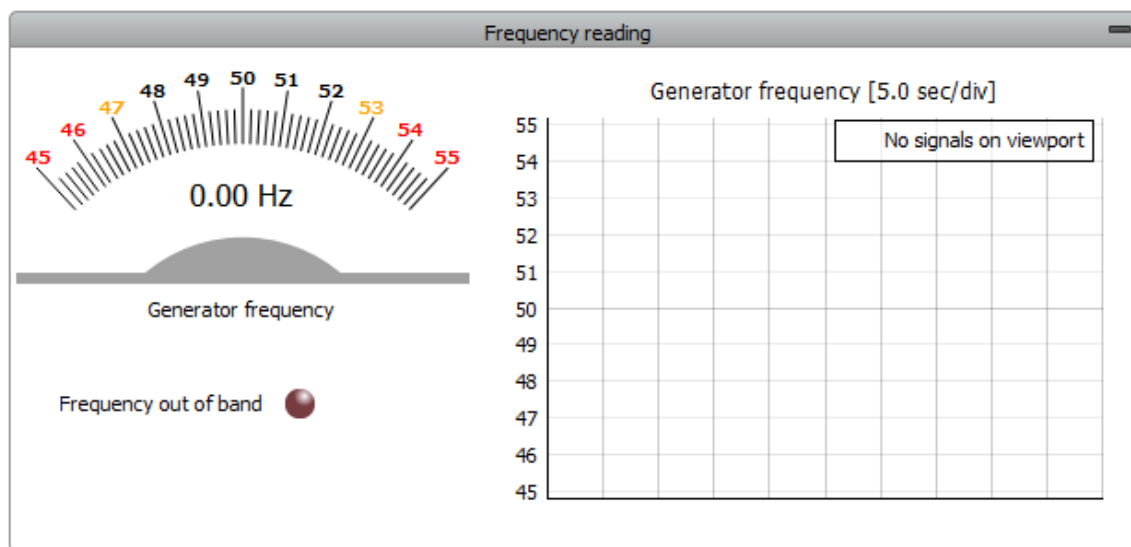 Frequency reading
45 46 47 48 49 50 51 52 53 54 55
0.00 Hz
Generator frequency
Frequency out of band
Generator frequency [5.0 sec/div]
No signals on viewport
55
54
53
52
51
50
49
48
47
46
45